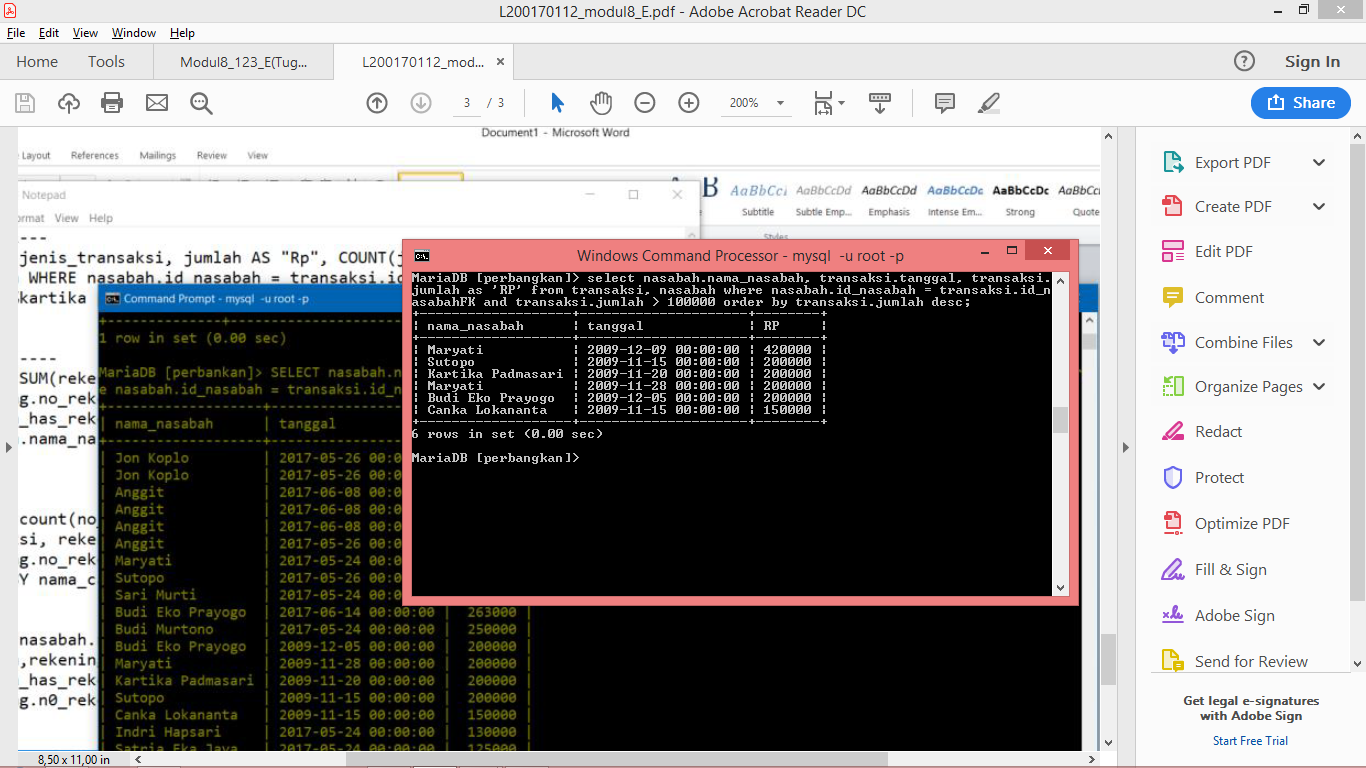 L200170112_modul8_E.pdf - Adobe Acrobat Reader DC
File Edit View Window Help
Home Tools Modul8_123_E(Tug... L200170112_mod... × Sign In
3 / 3 200% Share
Document1 - Microsoft Word
Layout References Mailings Review View
Notepad
AaBbCcI AaBbCcDd AaBbCcDd AaBbCcDc AaBbCcDc AaBbCcD
Subtitle Subtle Emp... Emphasis Intense Em... Strong Quote
Styles
View Help
----
jenis_transaksi, jumlah AS "Rp", COUNT(j
WHERE nasabah.id_nasabah = transaksi.id
kartika
----
SUM(reke
g.no_rek
_has_rek
.nama_na
count(no_
si, reke
g.no_rek
Y nama_c
nasabah.
,rekenin
_has_rek
g.n0_rek
Command Prompt - mysql -u root -p
+--------------+--------------------
1 row in set (0.00 sec)
MariaDB [perbankan]> SELECT nasabah.n
e nasabah.id_nasabah = transaksi.id_n
| nama_nasabah | tanggal
| Jon Koplo | 2017-05-26 00:0
| Jon Koplo | 2017-05-26 00:0
| Anggit | 2017-06-08 00:0
| Anggit | 2017-06-08 00:0
| Anggit | 2017-06-08 00:0
| Anggit | 2017-05-26 00:0
| Maryati | 2017-05-24 00:0
| Sutopo | 2017-05-26 00:0
| Sari Murti | 2017-05-24 00:0
| Budi Eko Prayogo | 2017-06-14 00:00:00 | 263000 |
| Budi Murtono | 2017-05-24 00:00:00 | 250000 |
| Budi Eko Prayogo | 2009-12-05 00:00:00 | 200000 |
| Maryati | 2009-11-28 00:00:00 | 200000 |
| Kartika Padmasari | 2009-11-20 00:00:00 | 200000 |
| Sutopo | 2009-11-15 00:00:00 | 200000 |
| Canka Lokananta | 2009-11-15 00:00:00 | 150000 |
| Indri Hapsari | 2017-05-24 00:00:00 | 130000 |
| Satria Eka Jaya | 2017-05-24 00:00:00 | 125000 |
Windows Command Processor - mysql -u root -p
MariaDB [perbangkan]> select nasabah.nama_nasabah, transaksi.tanggal, transaksi.
jumlah as 'RP' from transaksi, nasabah where nasabah.id_nasabah = transaksi.id_n
asabahFK and transaksi.jumlah > 100000 order by transaksi.jumlah desc;
+-------------------+---------------------+--------+
| nama_nasabah | tanggal | RP |
+-------------------+---------------------+--------+
| Maryati | 2009-12-09 00:00:00 | 420000 |
| Sutopo | 2009-11-15 00:00:00 | 200000 |
| Kartika Padmasari | 2009-11-20 00:00:00 | 200000 |
| Maryati | 2009-11-28 00:00:00 | 200000 |
| Budi Eko Prayogo | 2009-12-05 00:00:00 | 200000 |
| Canka Lokananta | 2009-11-15 00:00:00 | 150000 |
+-------------------+---------------------+--------+
6 rows in set (0.00 sec)
MariaDB [perbangkan]>
8,50 x 11,00 in
Export PDF
Create PDF
Edit PDF
Comment
Combine Files
Organize Pages
Redact
Protect
Optimize PDF
Fill & Sign
Adobe Sign
Send for Review
Get legal e-signatures
with Adobe Sign
Start Free Trial